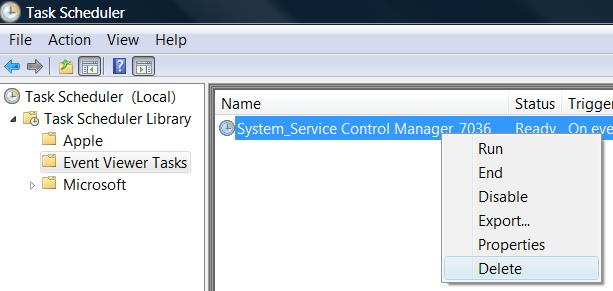 Task Scheduler
File Action View Help
Task Scheduler (Local)
Task Scheduler Library
Apple
Event Viewer Tasks
Microsoft
Name Status Trigger
System_Service Control Manager_7036 Ready On eve
Run
End
Disable
Export...
Properties
Delete